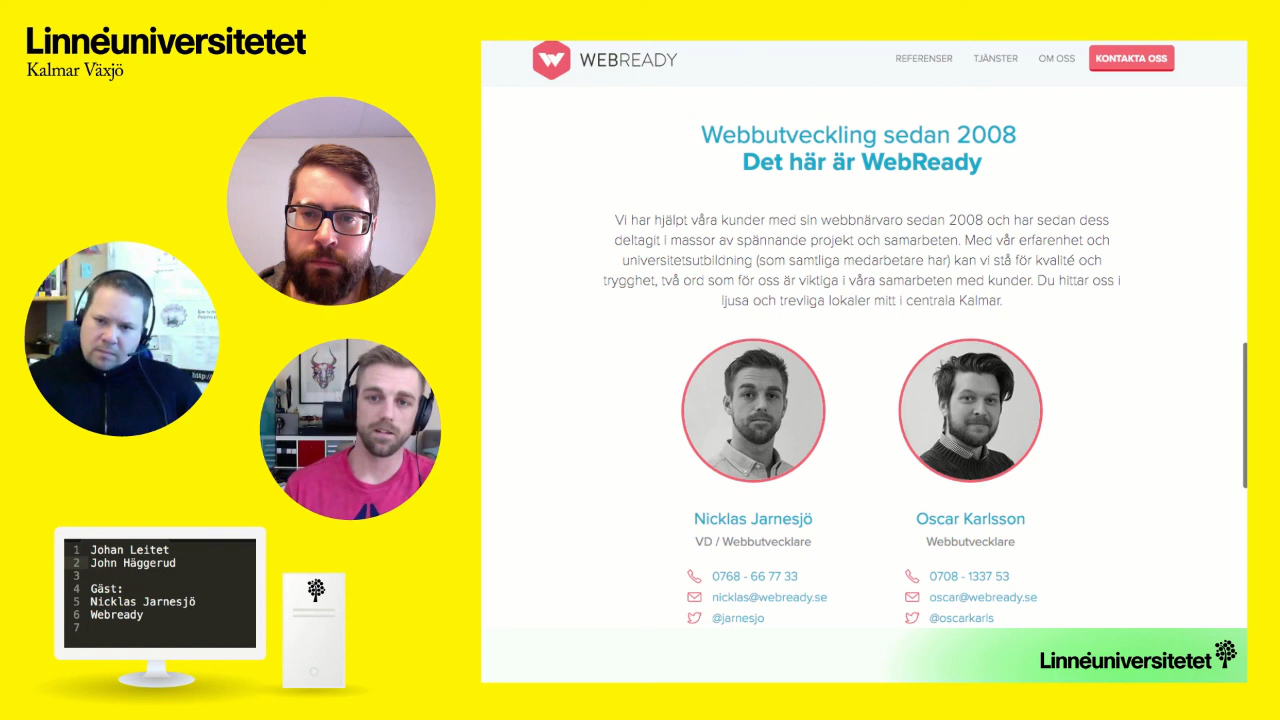 Linnéuniversitetet
Kalmar Växjö
WEBREADY
REFERENSER
TJÄNSTER
OM OSS
KONTAKTA OSS
Webbutveckling sedan 2008
Det här är WebReady
Vi har hjälpt våra kunder med sin webbnärvaro sedan 2008 och har sedan dess
deltagit i massor av spännande projekt och samarbeten. Med vår erfarenhet och
universitetsutbildning (som samtliga medarbetare har) kan vi stå för kvalité och
trygghet, två ord som för oss är viktiga i våra samarbeten med kunder. Du hittar oss i
ljusa och trevliga lokaler mitt i centrala Kalmar.
Nicklas Jarnesjö
VD / Webbutvecklare
0768 - 66 77 33
nicklas@webready.se
@jarnesjo
Oscar Karlsson
Webbutvecklare
0708 - 1337 53
oscar@webready.se
@oscarkarls
1 Johan Leitet
2 John Häggerud
3
4 Gäst:
5 Nicklas Jarnesjö
6 Webready
7
Linnéuniversitetet